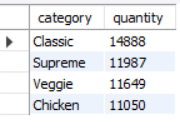 category quantity
Classic 14888
Supreme 11987
Veggie 11649
Chicken 11050